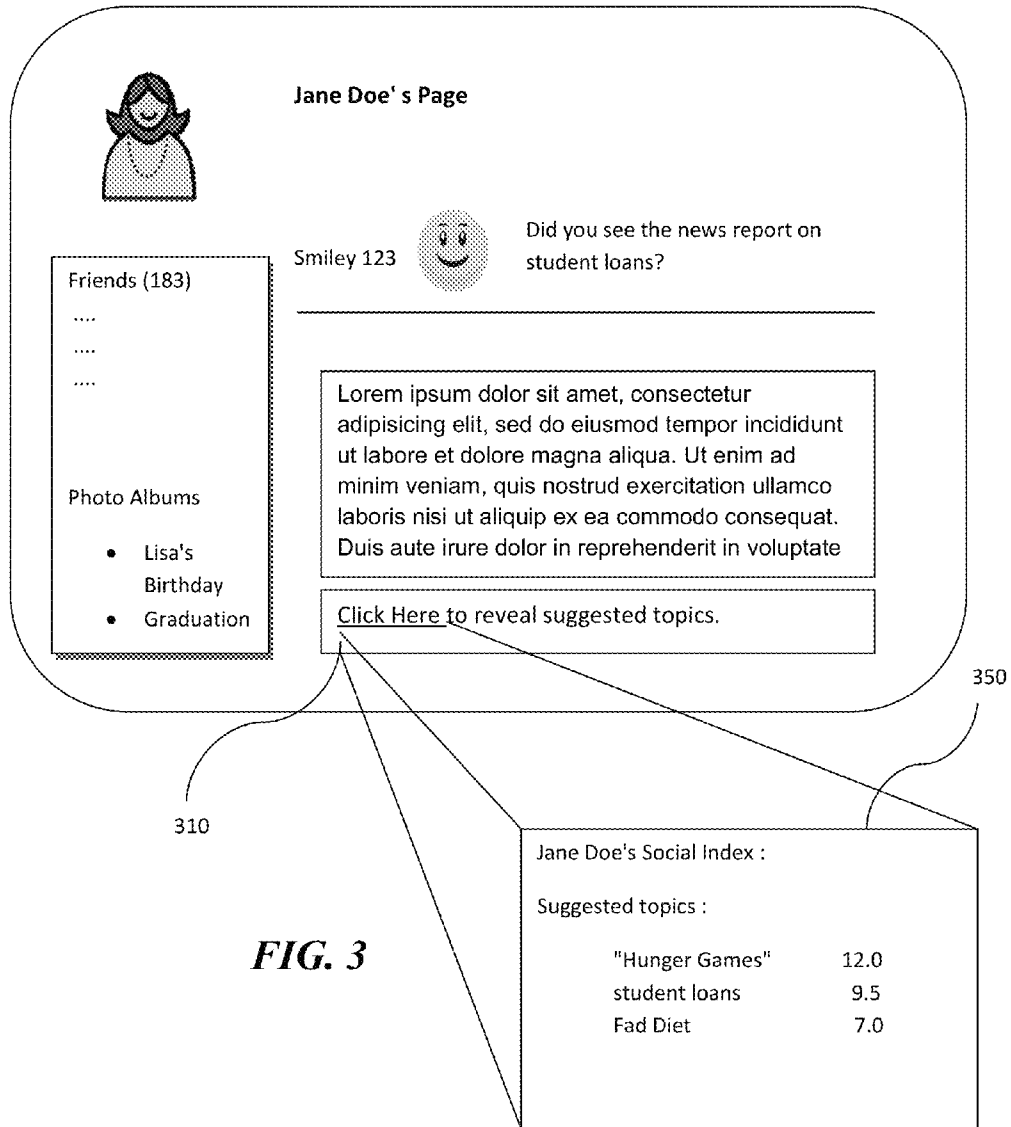 Jane Doe' s Page
Smiley 123
Did you see the news report on
student loans?
Friends (183)
....
....
....
Photo Albums
• Lisa's
Birthday
• Graduation
Lorem ipsum dolor sit amet, consectetur
adipisicing elit, sed do eiusmod tempor incididunt
ut labore et dolore magna aliqua. Ut enim ad
minim veniam, quis nostrud exercitation ullamco
laboris nisi ut aliquip ex ea commodo consequat.
Duis aute irure dolor in reprehenderit in voluptate
Click Here to reveal suggested topics.
350
310
Jane Doe's Social Index :
Suggested topics :
"Hunger Games" 12.0
student loans 9.5
Fad Diet 7.0
FIG. 3